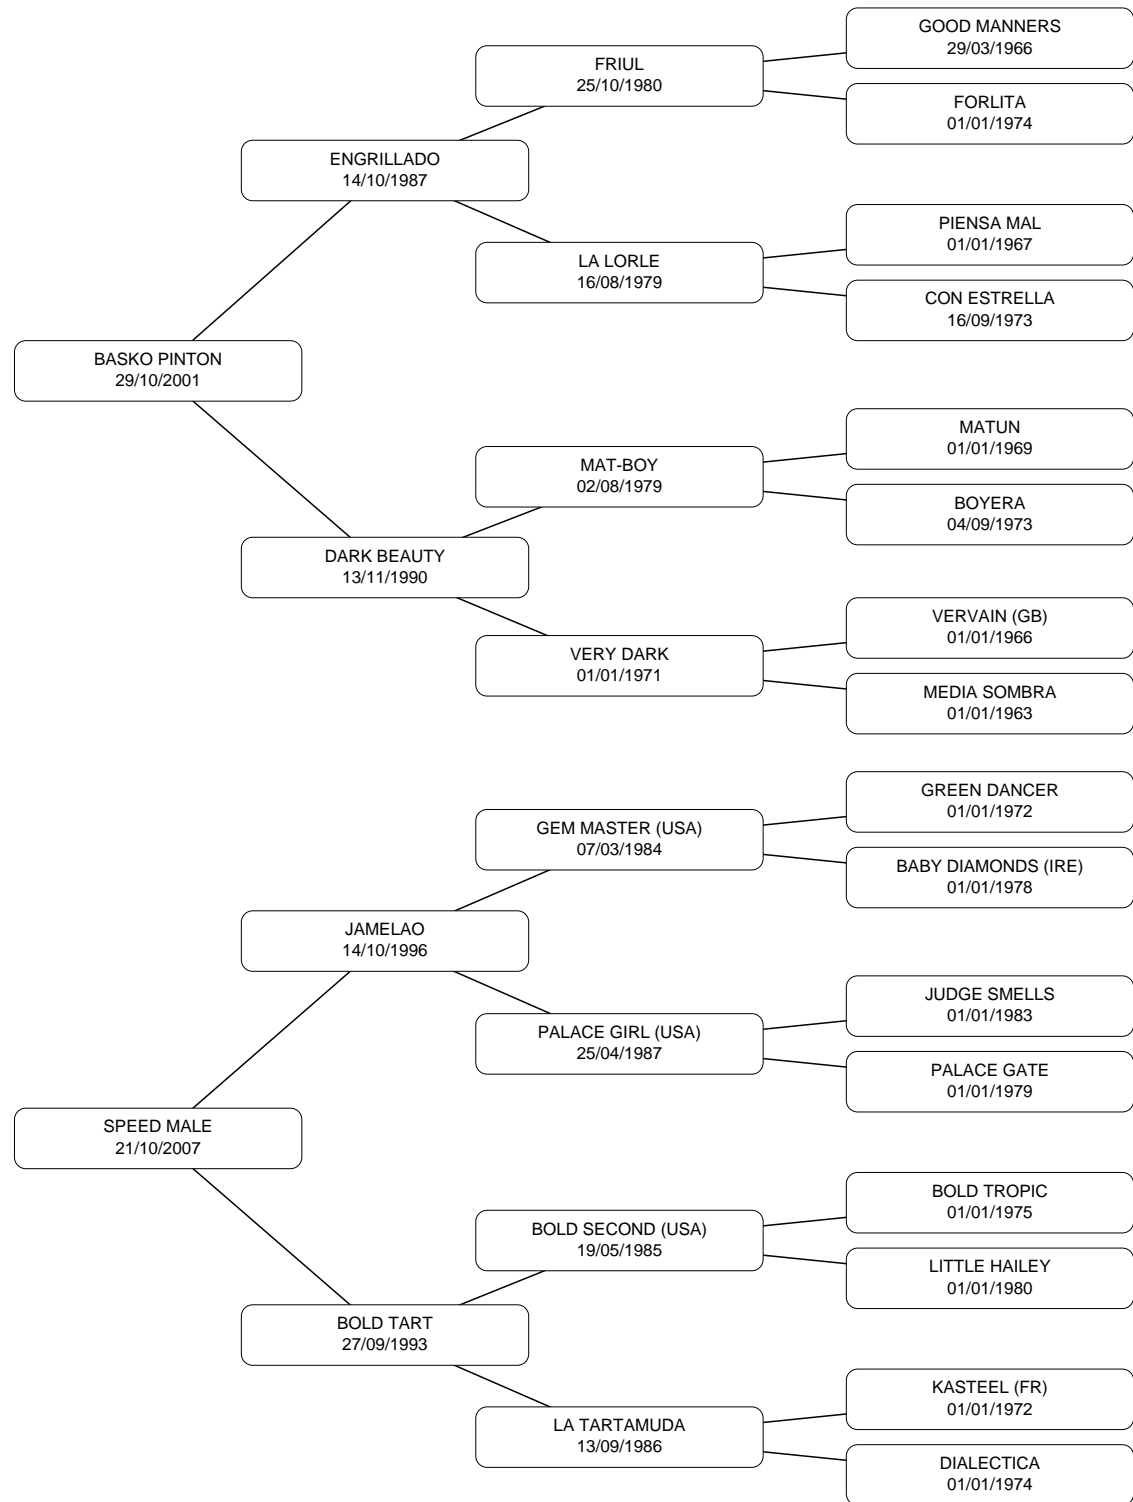 GOOD MANNERS
29/03/1966
FRIUL
25/10/1980
FORLITA
01/01/1974
ENGRILLADO
14/10/1987
PIENSA MAL
01/01/1967
LA LORLE
16/08/1979
CON ESTRELLA
16/09/1973
BASKO PINTON
29/10/2001
MATUN
01/01/1969
MAT-BOY
02/08/1979
BOYERA
04/09/1973
DARK BEAUTY
13/11/1990
VERVAIN (GB)
01/01/1966
VERY DARK
01/01/1971
MEDIA SOMBRA
01/01/1963
GREEN DANCER
01/01/1972
GEM MASTER (USA)
07/03/1984
BABY DIAMONDS (IRE)
01/01/1978
JAMELAO
14/10/1996
JUDGE SMELLS
01/01/1983
PALACE GIRL (USA)
25/04/1987
PALACE GATE
01/01/1979
SPEED MALE
21/10/2007
BOLD TROPIC
01/01/1975
BOLD SECOND (USA)
19/05/1985
LITTLE HAILEY
01/01/1980
BOLD TART
27/09/1993
KASTEEL (FR)
01/01/1972
LA TARTAMUDA
13/09/1986
DIALECTICA
01/01/1974